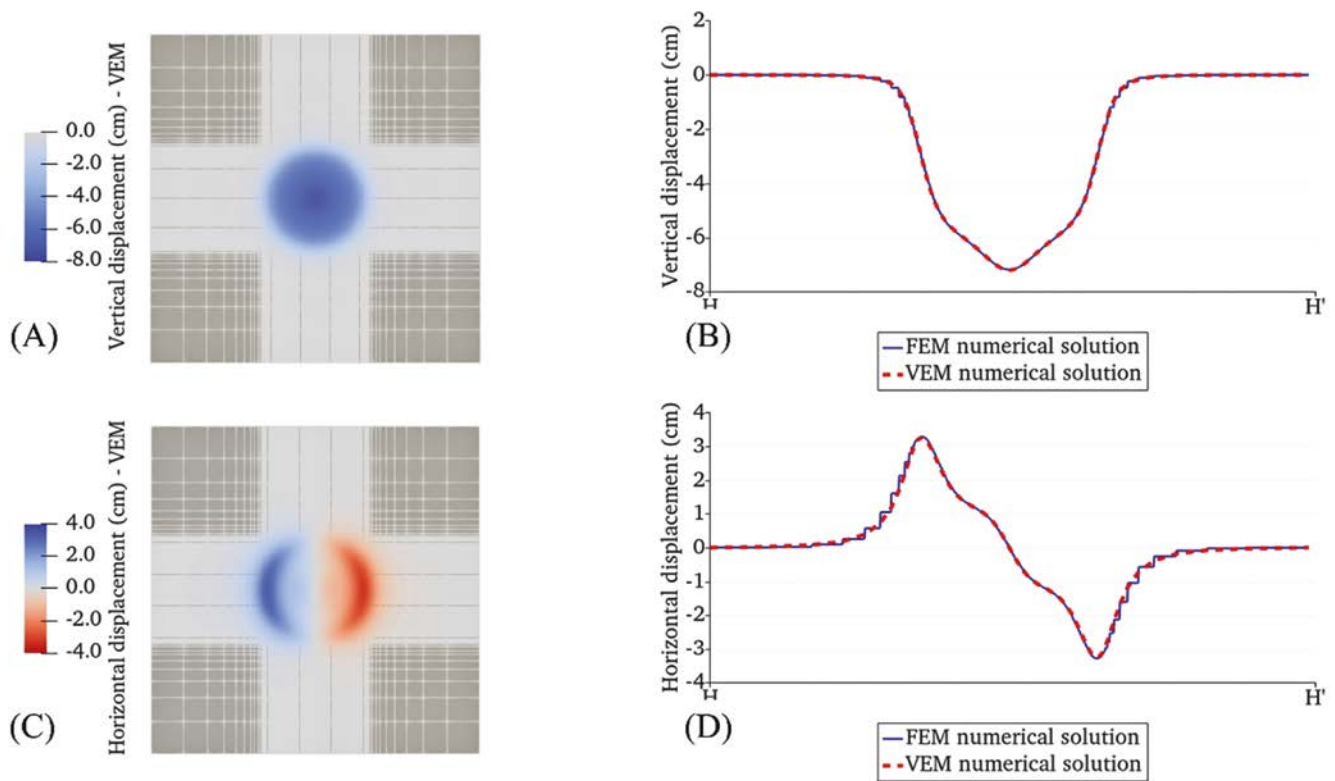 Vertical displacement (cm) - VEM
0.0
-2.0
-4.0
-6.0
-8.0
(A)
Vertical displacement (cm)
2
0
-2
-4
-6
-8
H
H'
(B)
FEM numerical solution
VEM numerical solution
Horizontal displacement (cm) - VEM
4.0
2.0
0.0
-2.0
-4.0
(C)
Horizontal displacement (cm)
4
3
2
1
0
-1
-2
-3
-4
H
H'
(D)
FEM numerical solution
VEM numerical solution